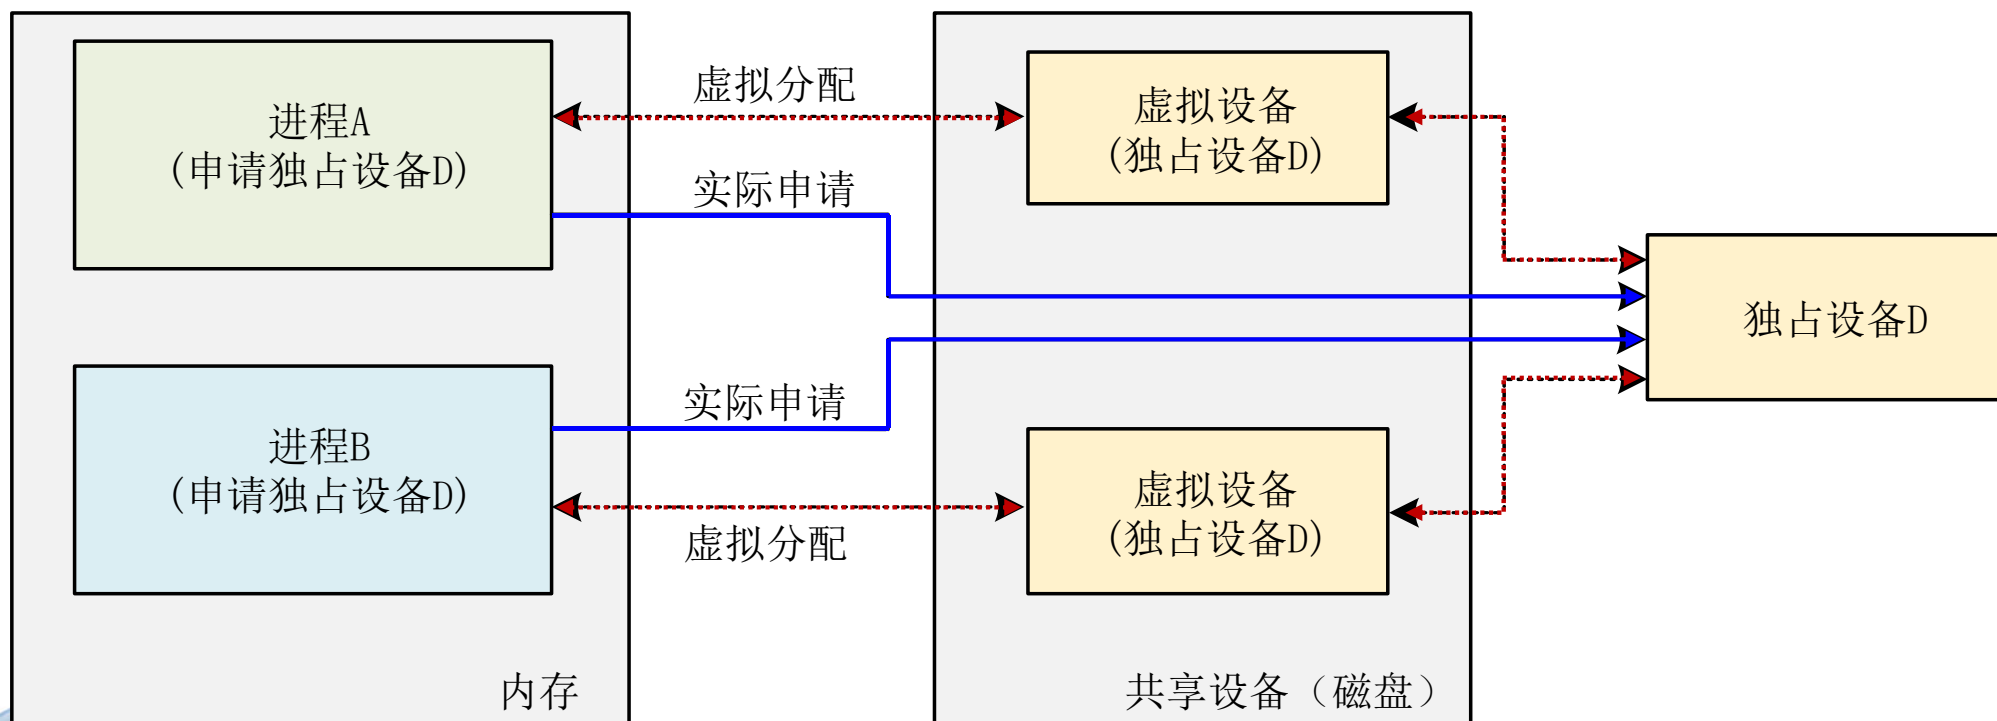 进程A
(申请独占设备D)
虚拟分配
实际申请
虚拟设备
(独占设备D)
独占设备D
进程B
(申请独占设备D)
实际申请
虚拟分配
虚拟设备
(独占设备D)
内存
共享设备（磁盘）